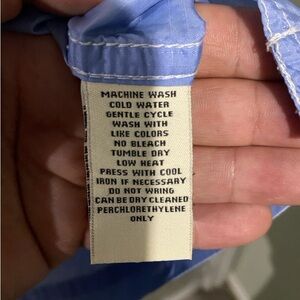 MACHINE WASH
COLD WATER
GENTLE CYCLE
WASH WITH
LIKE COLORS
NO BLEACH
TUMBLE DRY
LOW HEAT
PRESS WITH COOL
IRON IF NECESSARY
DO NOT WRING
CAN BE DRY CLEANED
PERCHLORETHYLENE
ONLY